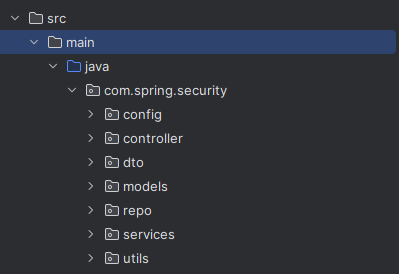 src
main
java
com.spring.security
config
controller
dto
models
repo
services
utils